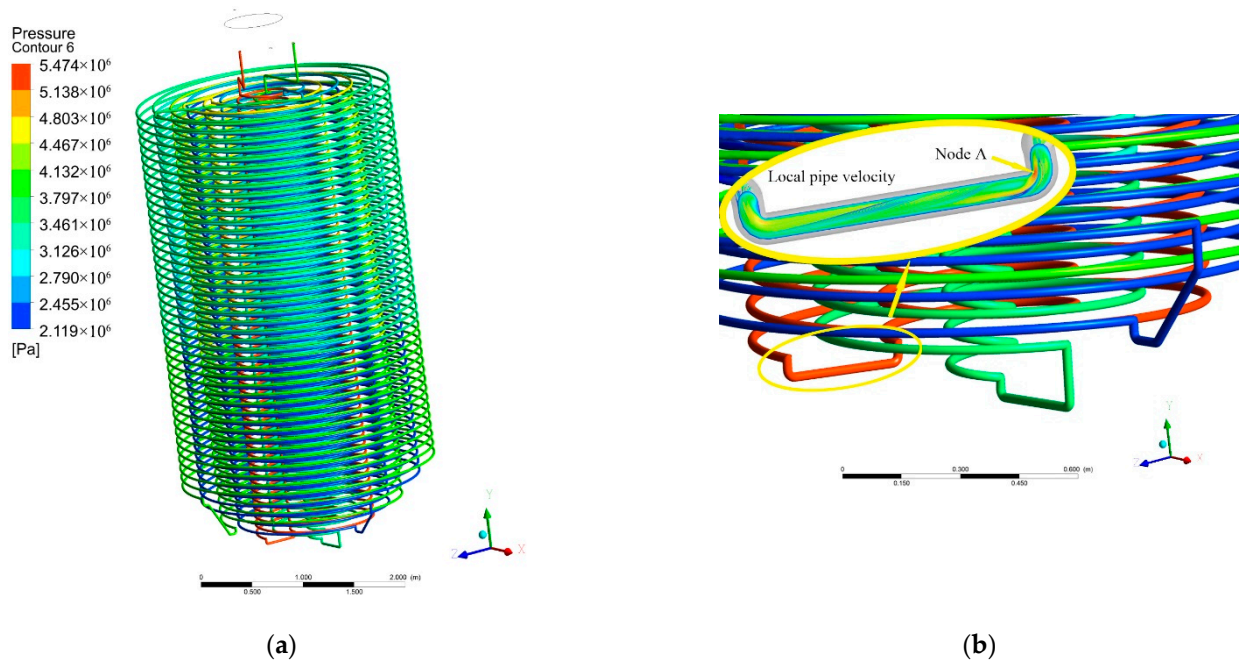 Pressure
Contour 6
5.474×10⁶
5.138×10⁶
4.803×10⁶
4.467×10⁶
4.132×10⁶
3.797×10⁶
3.461×10⁶
3.126×10⁶
2.790×10⁶
2.455×10⁶
2.119×10⁶
[Pa]
Y
Z
X
0 1.000 2.000 (m)
0.500 1.500
(a)
Node A
Local pipe velocity
Y
Z
X
0 0.300 0.600 (m)
0.150 0.450
(b)